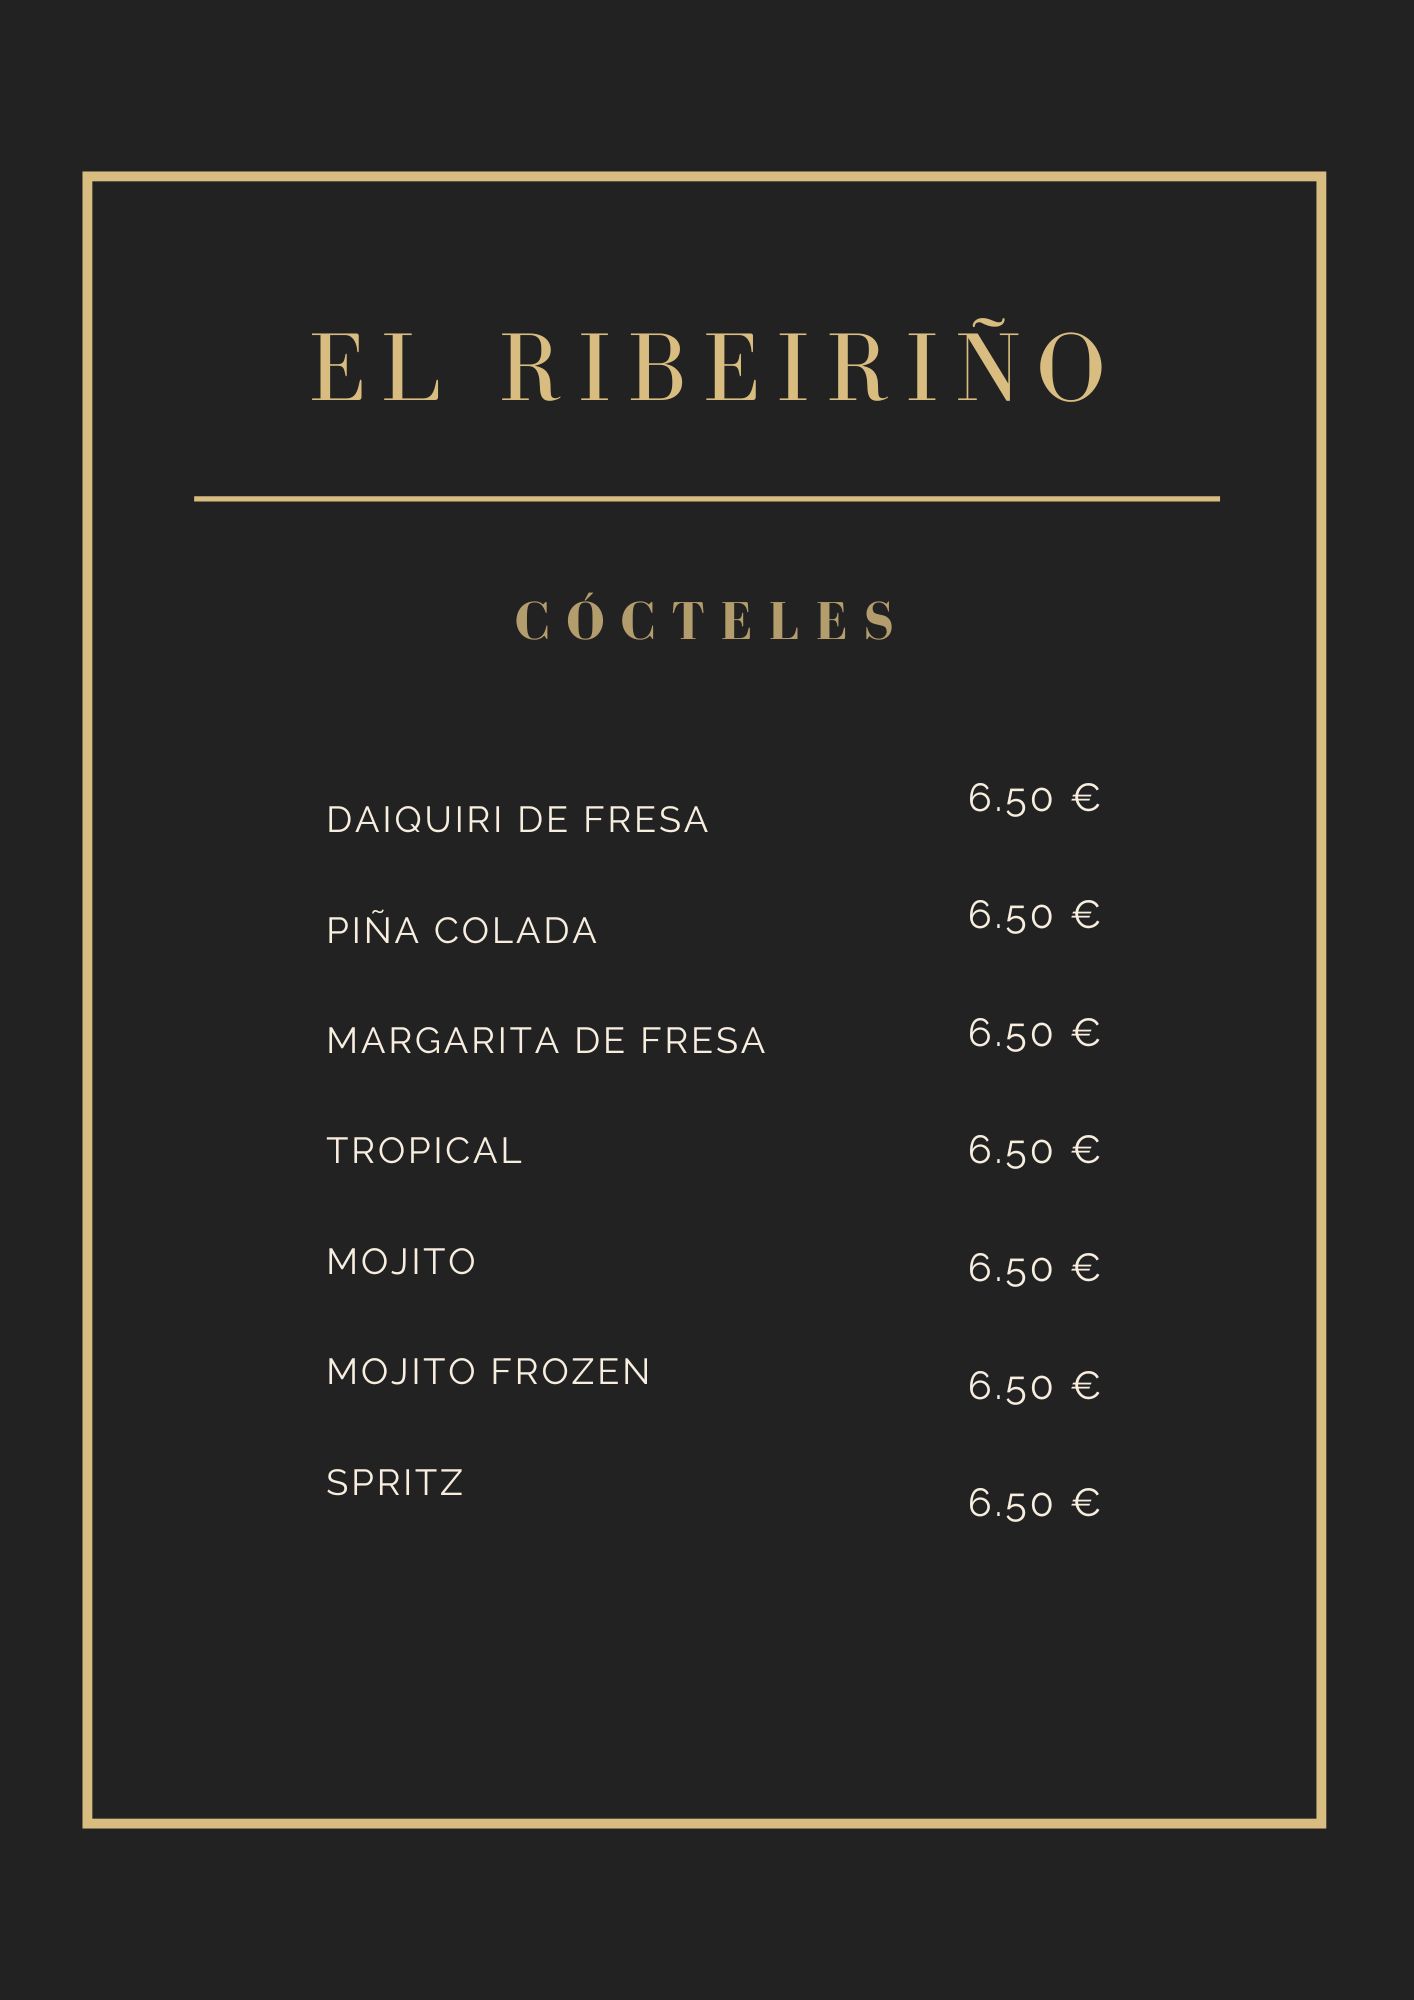 EL RIBEIRIÑO
CÓCTELES
DAIQUIRI DE FRESA 6.50 €
PIÑA COLADA 6.50 €
MARGARITA DE FRESA 6.50 €
TROPICAL 6.50 €
MOJITO 6.50 €
MOJITO FROZEN 6.50 €
SPRITZ 6.50 €